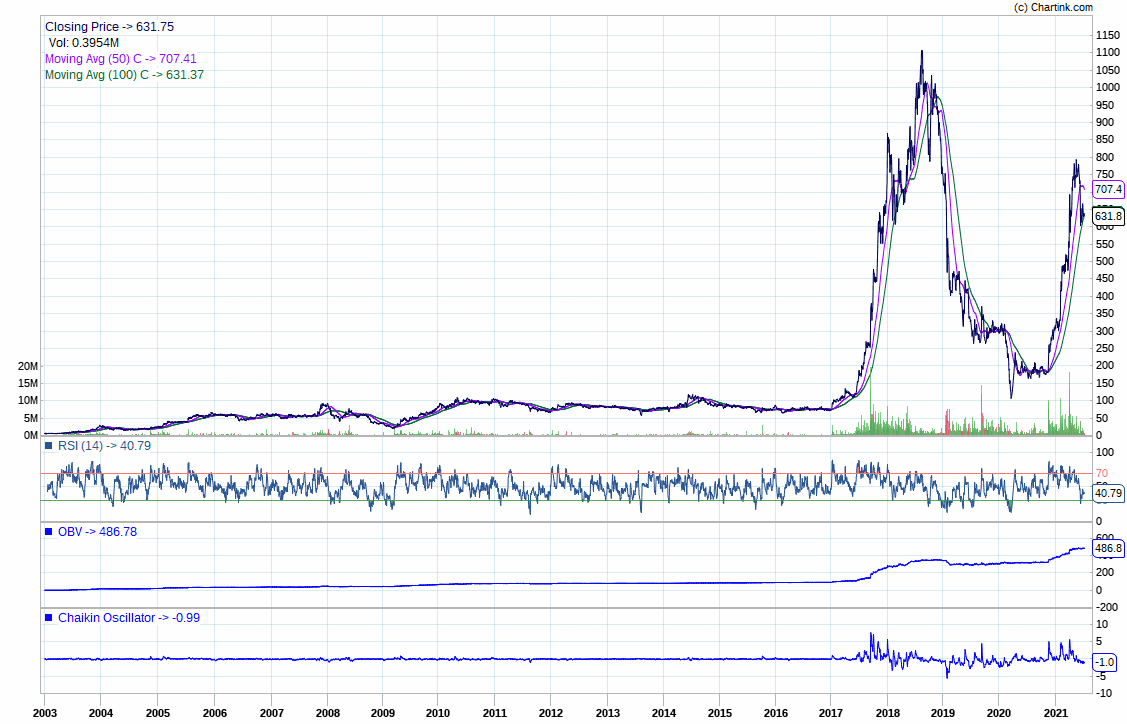 (c) Chartink.com
Closing Price -> 631.75
Vol: 0.3954M
Moving Avg (50) C -> 707.41
Moving Avg (100) C -> 631.37
1150
1100
1050
1000
950
900
850
800
750
707.4
631.8
600
550
500
450
400
350
300
250
200
150
100
50
0
20M
15M
10M
5M
0M
RSI (14) -> 40.79
100
70
40.79
0
OBV -> 486.78
600
486.8
400
200
0
-200
Chaikin Oscillator -> -0.99
10
5
-1.0
-5
-10
2003 2004 2005 2006 2007 2008 2009 2010 2011 2012 2013 2014 2015 2016 2017 2018 2019 2020 2021